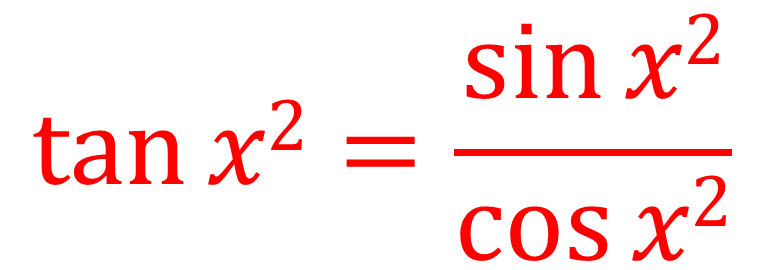 tan x² = sin x² / cos x²